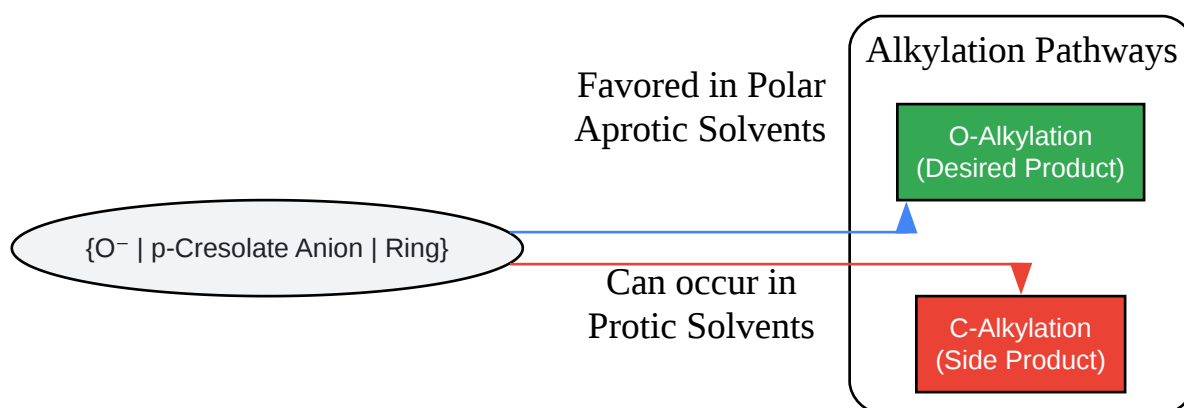 Alkylation Pathways
Favored in Polar
Aprotic Solvents
O-Alkylation
(Desired Product)
{O⁻ | p-Cresolate Anion | Ring}
Can occur in
Protic Solvents
C-Alkylation
(Side Product)